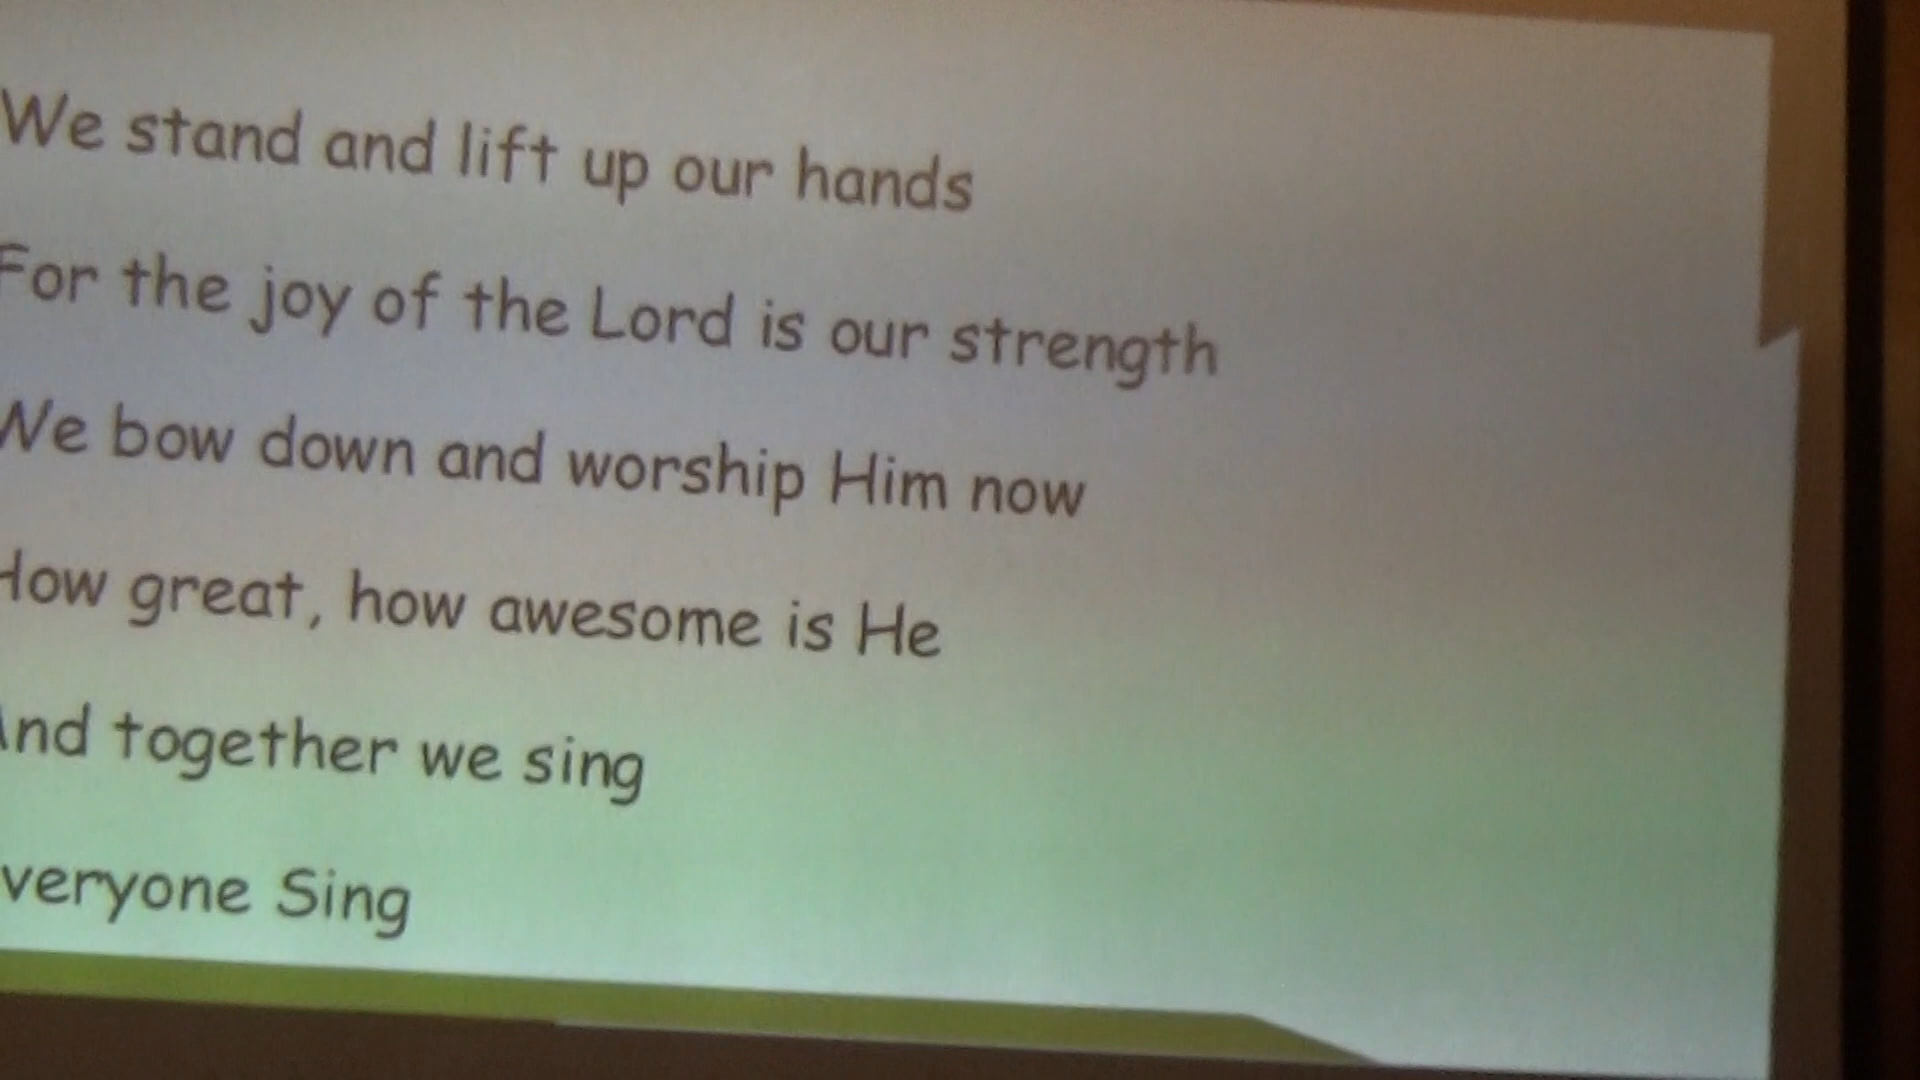 We stand and lift up our hands
For the joy of the Lord is our strength
We bow down and worship Him now
How great, how awesome is He
And together we sing
veryone Sing